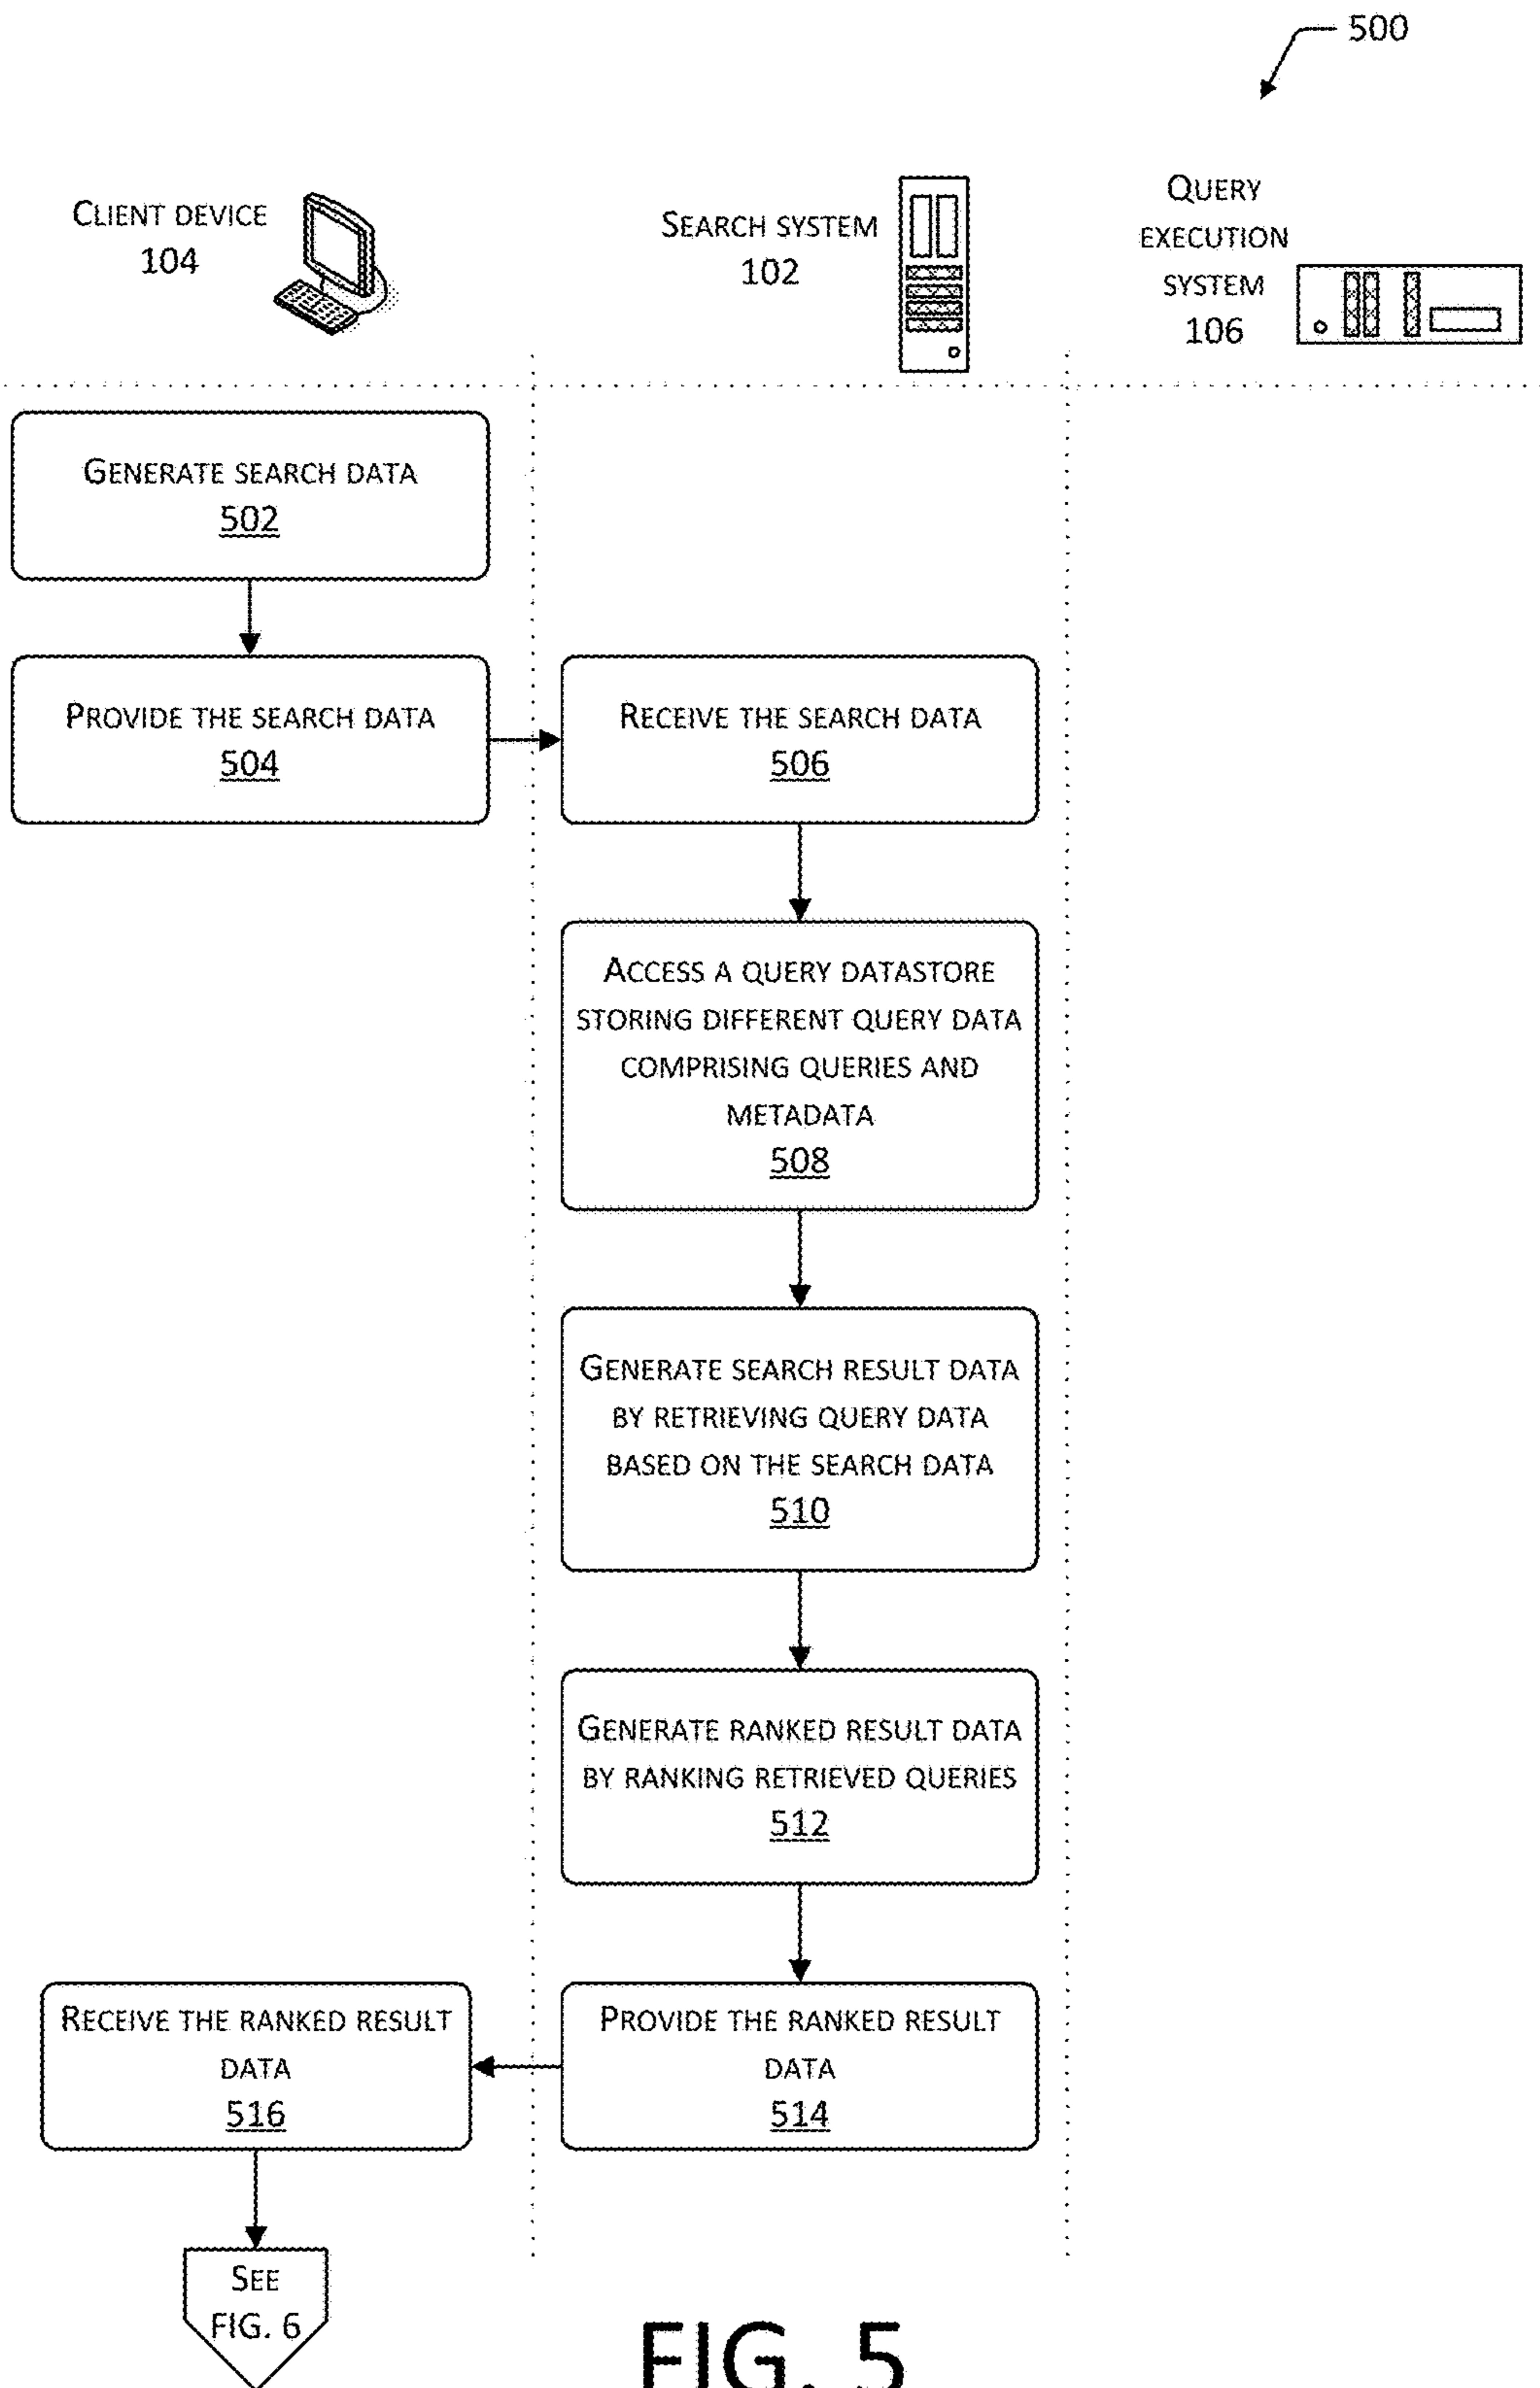 500
CLIENT DEVICE
104
SEARCH SYSTEM
102
QUERY
EXECUTION
SYSTEM
106
GENERATE SEARCH DATA
502
PROVIDE THE SEARCH DATA
504
RECEIVE THE SEARCH DATA
506
ACCESS A QUERY DATASTORE
STORING DIFFERENT QUERY DATA
COMPRISING QUERIES AND
METADATA
508
GENERATE SEARCH RESULT DATA
BY RETRIEVING QUERY DATA
BASED ON THE SEARCH DATA
510
GENERATE RANKED RESULT DATA
BY RANKING RETRIEVED QUERIES
512
PROVIDE THE RANKED RESULT
DATA
514
RECEIVE THE RANKED RESULT
DATA
516
SEE
FIG. 6
FIG. 5